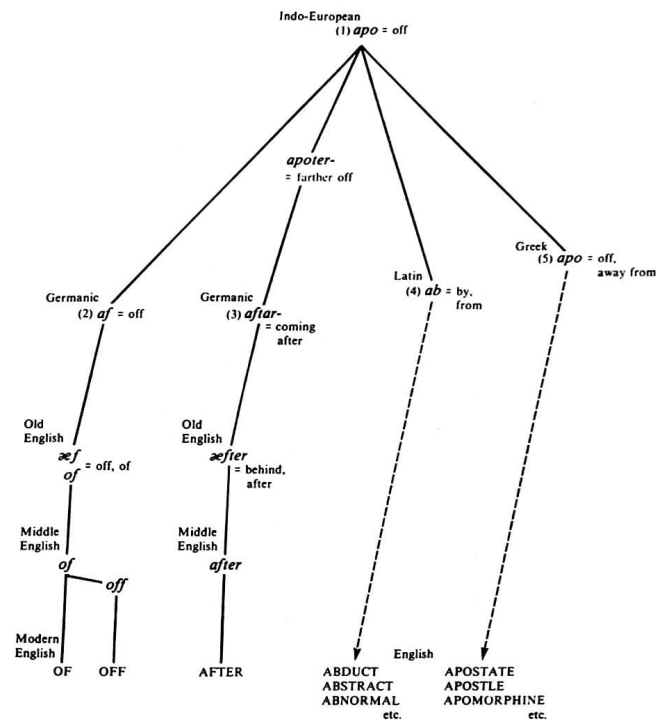 Indo-European
(1) apo = off
apoter-
= farther off
Greek
(5) apo = off,
away from
Latin
(4) ab = by,
from
Germanic
(2) af = off
Germanic
(3) aftar-
= coming
after
Old
English
æf
of
= off, of
Old
English
æfter
= behind,
after
Middle
English
of
off
Middle
English
after
Modern
English
OF
OFF
AFTER
English
ABDUCT
ABSTRACT
ABNORMAL
etc.
APOSTATE
APOSTLE
APOMORPHINE
etc.